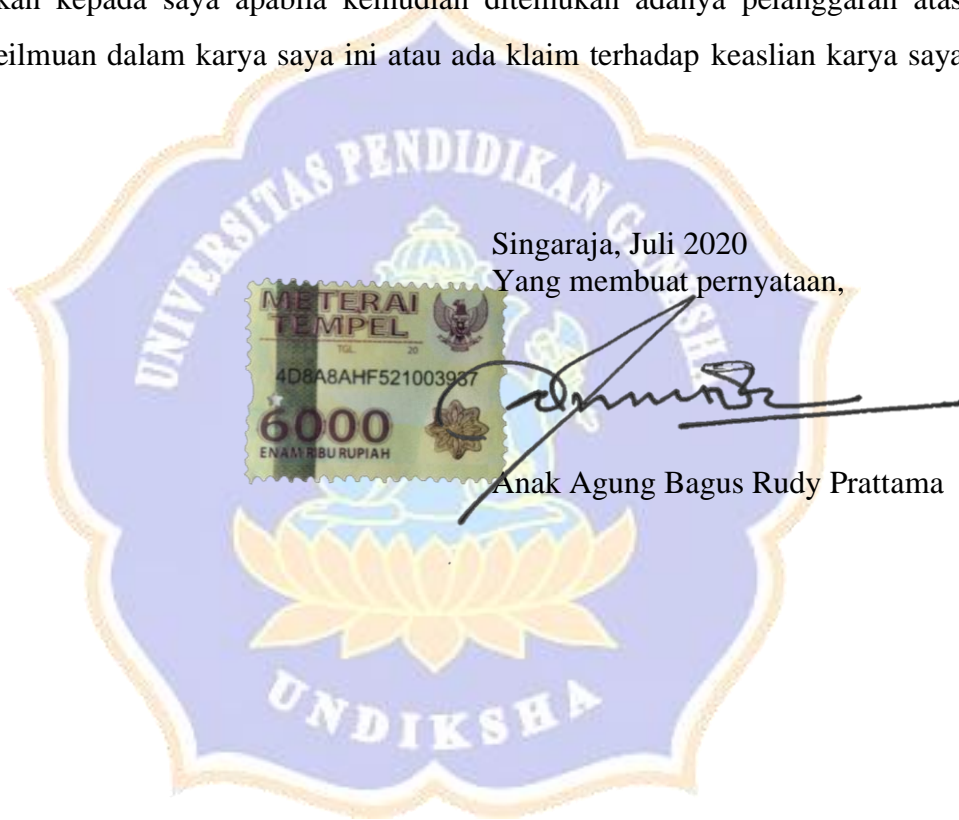 kan kepada saya apabila kemudian ditemukan adanya pelanggaran atas
eilmuan dalam karya saya ini atau ada klaim terhadap keaslian karya saya
UNIVERSITAS PENDIDIKAN GANESHA
Singaraja, Juli 2020
Yang membuat pernyataan,
METERAI
TEMPEL
TGL. 20
4D8A8AHF521003937
6000
ENAM RIBU RUPIAH
Anak Agung Bagus Rudy Prattama
UNDIKSHA